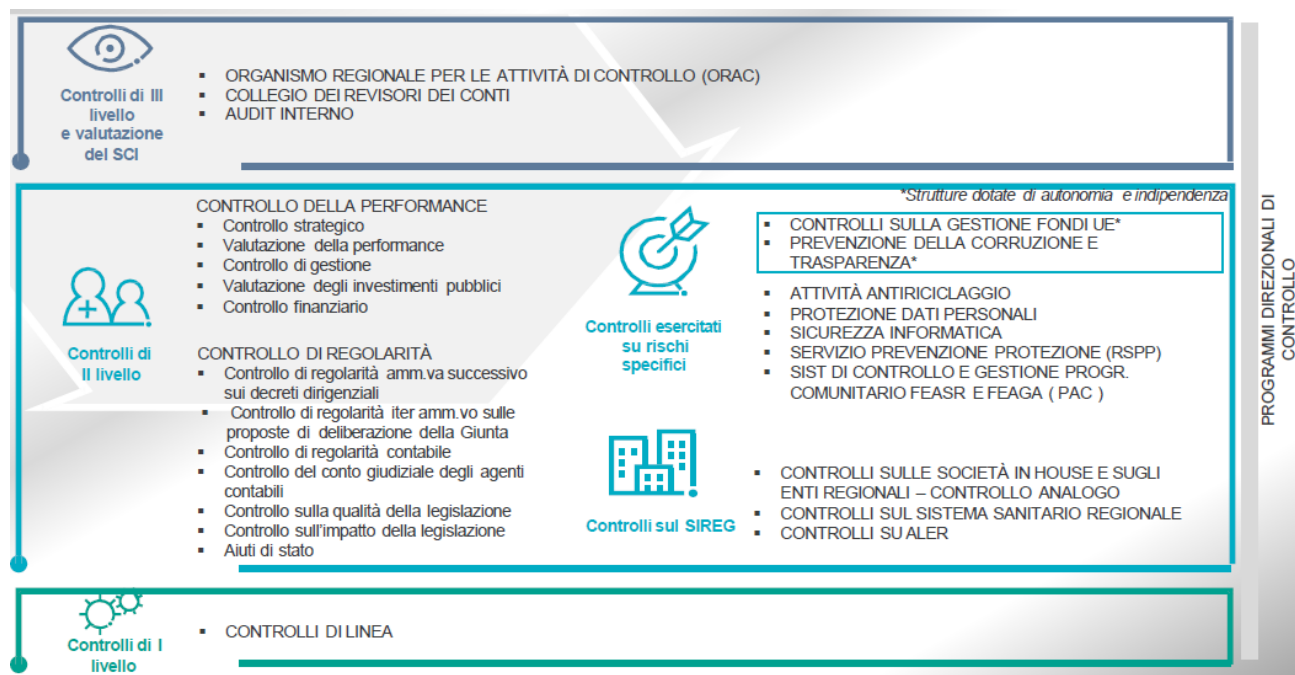 Controlli di III
livello
e valutazione
del SCI
▪ ORGANISMO REGIONALE PER LE ATTIVITÀ DI CONTROLLO (ORAC)
▪ COLLEGIO DEI REVISORI DEI CONTI
▪ AUDIT INTERNO
Controlli di
II livello
CONTROLLO DELLA PERFORMANCE
▪ Controllo strategico
▪ Valutazione della performance
▪ Controllo di gestione
▪ Valutazione degli investimenti pubblici
▪ Controllo finanziario
CONTROLLO DI REGOLARITÀ
▪ Controllo di regolarità amm.va successivo
sui decreti dirigenziali
▪ Controllo di regolarità iter amm.vo sulle
proposte di deliberazione della Giunta
▪ Controllo di regolarità contabile
▪ Controllo del conto giudiziale degli agenti
contabili
▪ Controllo sulla qualità della legislazione
▪ Controllo sull'impatto della legislazione
▪ Aiuti di stato
Controlli esercitati
su rischi
specifici
*Strutture dotate di autonomia e indipendenza
▪ CONTROLLI SULLA GESTIONE FONDI UE*
▪ PREVENZIONE DELLA CORRUZIONE E
TRASPARENZA*
▪ ATTIVITÀ ANTIRICICLAGGIO
▪ PROTEZIONE DATI PERSONALI
▪ SICUREZZA INFORMATICA
▪ SERVIZIO PREVENZIONE PROTEZIONE (RSPP)
▪ SIST DI CONTROLLO E GESTIONE PROGR.
COMUNITARIO FEASR E FEAGA ( PAC )
Controlli sul SIREG
▪ CONTROLLI SULLE SOCIETÀ IN HOUSE E SUGLI
ENTI REGIONALI – CONTROLLO ANALOGO
▪ CONTROLLI SUL SISTEMA SANITARIO REGIONALE
▪ CONTROLLI SU ALER
Controlli di I
livello
▪ CONTROLLI DI LINEA
PROGRAMMI DIREZIONALI DI
CONTROLLO